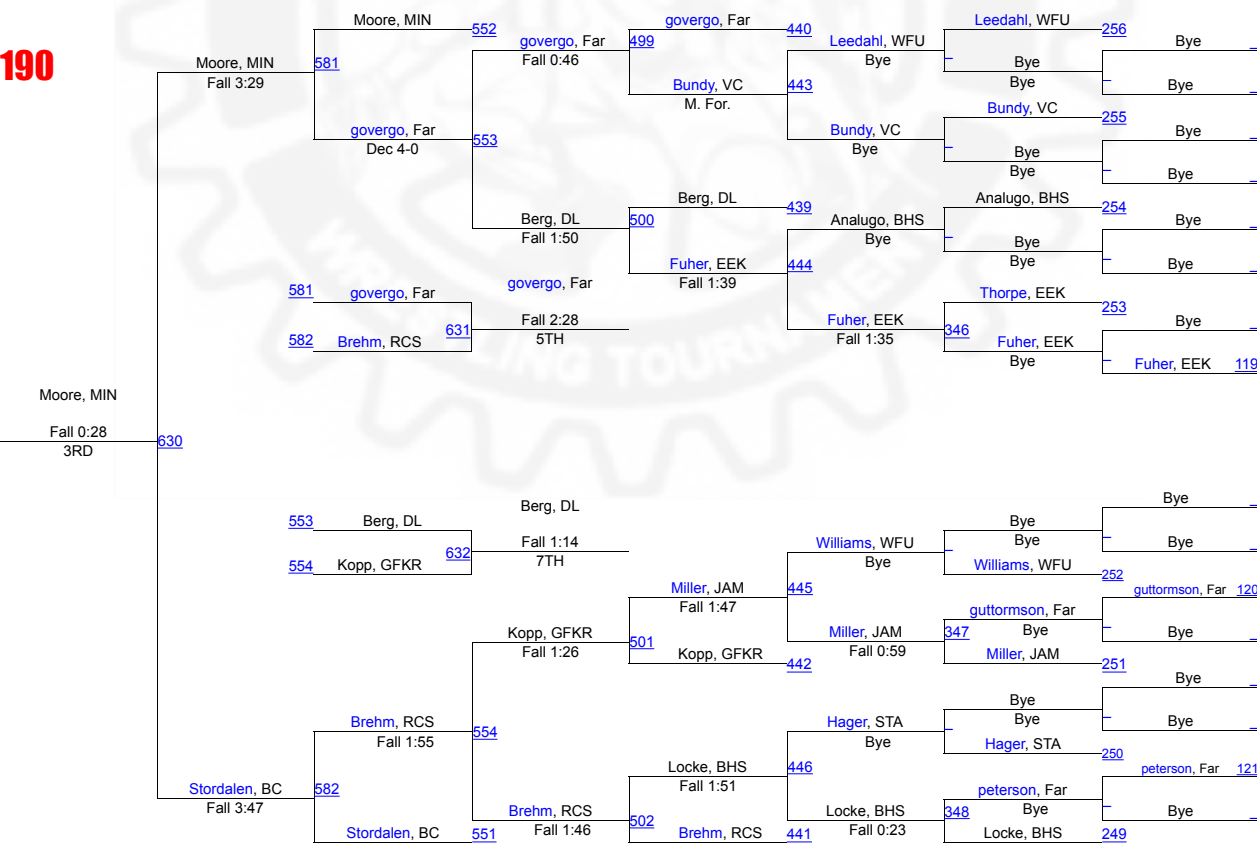 190
Moore, MIN
552
govergo, Far
440
Leedahl, WFU
256
Bye
govergo, Far
499
Leedahl, WFU
Fall 0:46
Bye
Bye
Moore, MIN
581
Bye
Fall 3:29
Bundy, VC
443
Bye
M. For.
Bundy, VC
255
govergo, Far
553
Bundy, VC
Bye
Dec 4-0
Bye
Bye
Bye
Bye
Berg, DL
439
Analugo, BHS
254
Berg, DL
500
Analugo, BHS
Bye
Fall 1:50
Bye
Bye
Bye
Fuher, EEK
444
Bye
Fall 1:39
581
govergo, Far
govergo, Far
Thorpe, EEK
253
Fall 2:28
631
5TH
Fuher, EEK
346
Bye
Fall 1:35
582
Brehm, RCS
Fuher, EEK
Bye
Fuher, EEK
119
WRESTLING TOURNAMENT
Moore, MIN
Fall 0:28
630
3RD
Bye
Berg, DL
553
Berg, DL
Bye
Fall 1:14
632
7TH
Williams, WFU
Bye
Bye
Bye
554
Kopp, GFKR
Williams, WFU
252
Miller, JAM
445
guttormson, Far
120
Fall 1:47
guttormson, Far
Kopp, GFKR
501
Miller, JAM
347
Bye
Bye
Fall 1:26
Fall 0:59
Kopp, GFKR
442
Miller, JAM
251
Bye
Bye
Brehm, RCS
554
Hager, STA
Bye
Bye
Fall 1:55
Bye
Hager, STA
250
Locke, BHS
446
peterson, Far
121
Fall 1:51
Stordalen, BC
582
peterson, Far
Fall 3:47
Brehm, RCS
502
Locke, BHS
348
Bye
Bye
Fall 1:46
Fall 0:23
Stordalen, BC
551
Brehm, RCS
441
Locke, BHS
249